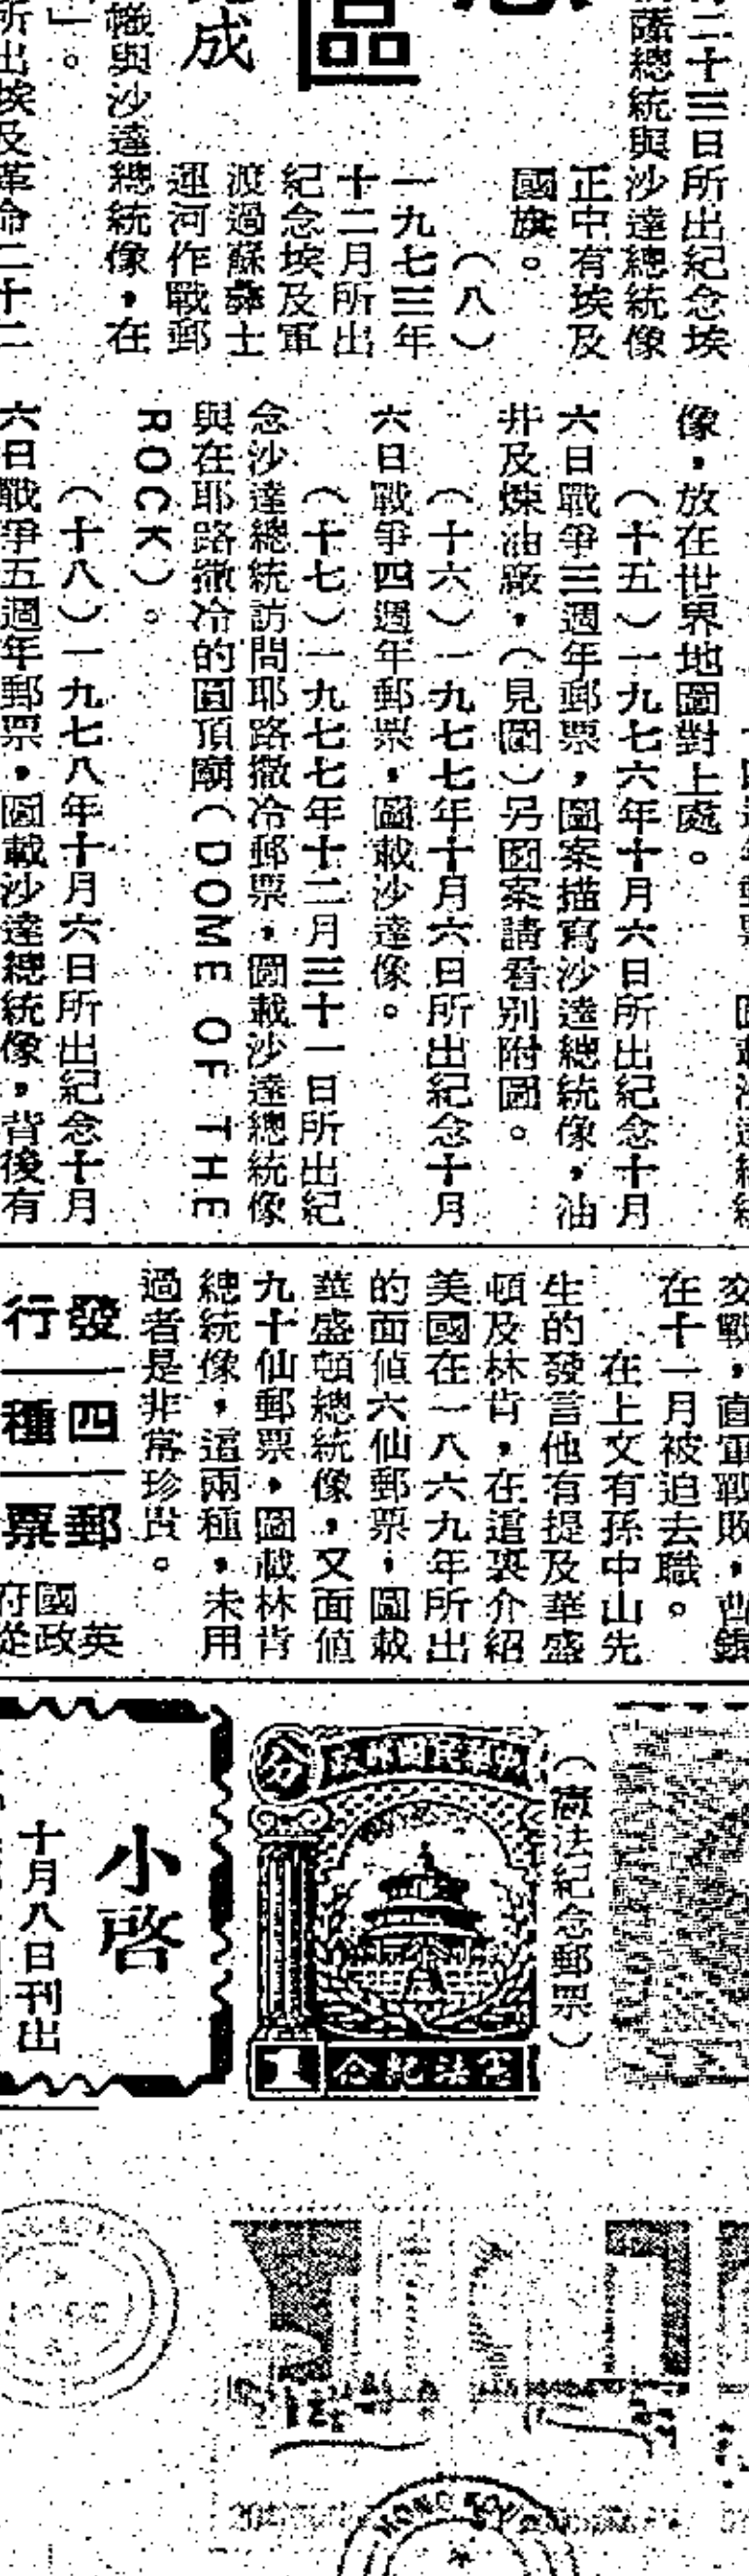 成
區
二十三日所出紀念埃
總統與沙達總統像
正中有埃及
國旗。
（八）
一九七三年
十二月所出
紀念埃及軍
渡過蘇彝士
運河作戰郵
幟與沙達總統像，在
」。
所出埃及革命二十二
像，放在世界地圖對上處。
（十五）一九七六年十月六日所出紀念十月
六日戰爭三週年郵票，圖案描寫沙達總統像，油
井及煉油廠，（見圖）另圖案請看別附圖。
（十六）一九七七年十月六日所出紀念十月
六日戰爭四週年郵票，圖載沙達像。
（十七）一九七七年十二月三十一日所出紀
念沙達總統訪問耶路撒冷郵票，圖載沙達總統像
與在耶路撒冷的圓頂廟（DOME OF THE
ROCK）。
（十八）一九七八年十月六日所出紀念十月
六日戰爭五週年郵票，圖載沙達總統像，背後有
交戰，直軍戰敗，曹錕
在十一月被迫去職。
在上文有孫中山先
生的發言他有提及華盛
頓及林肯，在這裏介紹
美國在一八六九年所出
的面值六仙郵票，圖載
華盛頓總統像，又面值
九十仙郵票，圖載林肯
總統像，這兩種，未用
過者是非常珍貴。
發四郵
行種票
英
國政
府從
（憲法紀念郵票）
中華民國郵政
分
1
憲法紀念
小啓
十月八日刊出
HONG KONG